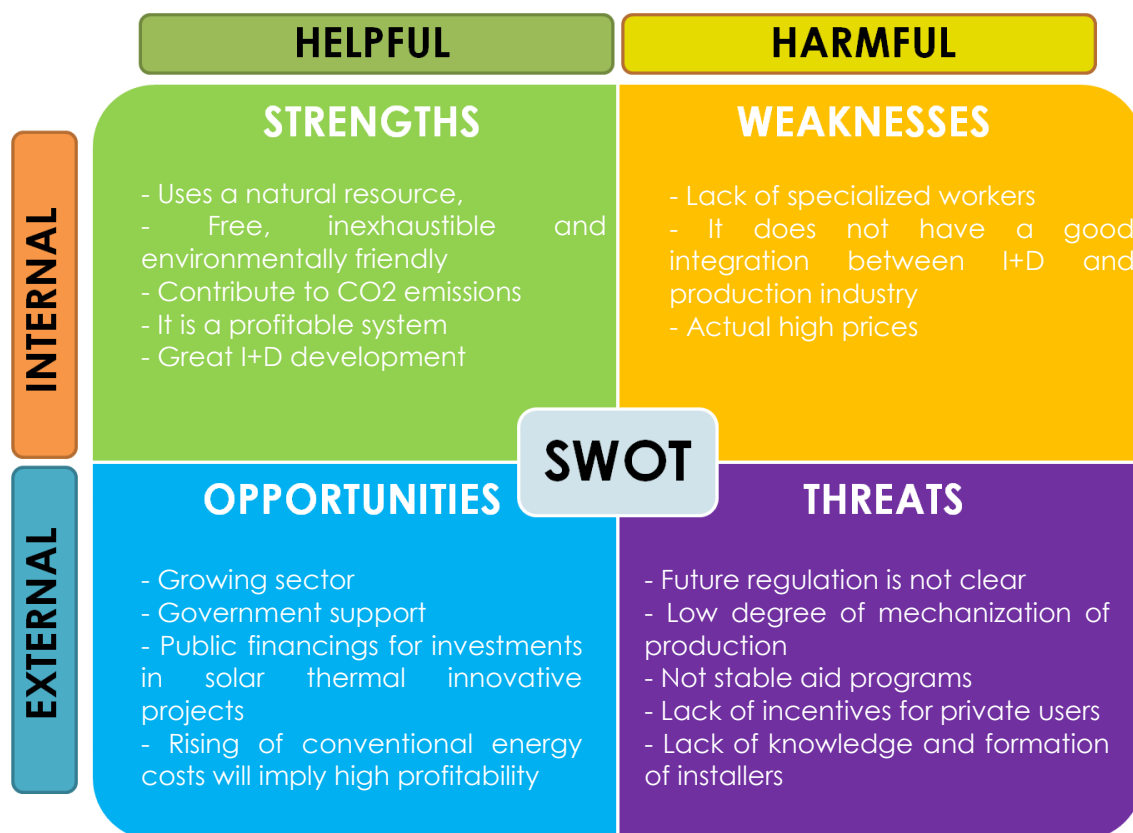 HELPFUL
HARMFUL
INTERNAL
STRENGTHS
- Uses a natural resource,
- Free, inexhaustible and
environmentally friendly
- Contribute to CO2 emissions
- It is a profitable system
- Great I+D development
WEAKNESSES
- Lack of specialized workers
- It does not have a good
integration between I+D and
production industry
- Actual high prices
SWOT
EXTERNAL
OPPORTUNITIES
- Growing sector
- Government support
- Public financings for investments
in solar thermal innovative
projects
- Rising of conventional energy
costs will imply high profitability
THREATS
- Future regulation is not clear
- Low degree of mechanization of
production
- Not stable aid programs
- Lack of incentives for private users
- Lack of knowledge and formation
of installers